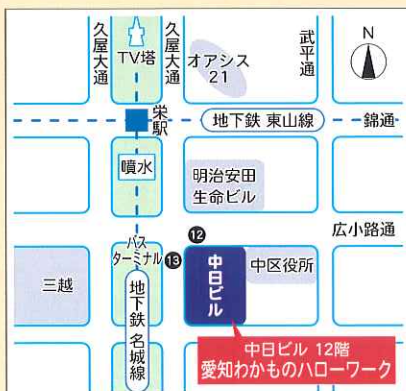 久屋大通
TV塔
久屋大通
オアシス
21
武平通
N
栄駅
地下鉄 東山線
錦通
噴水
明治安田
生命ビル
広小路通
バス
ターミナル
⑫
⑬
三越
地下鉄 名城線
中日ビル
中区役所
中日ビル 12階
愛知わかものハローワーク